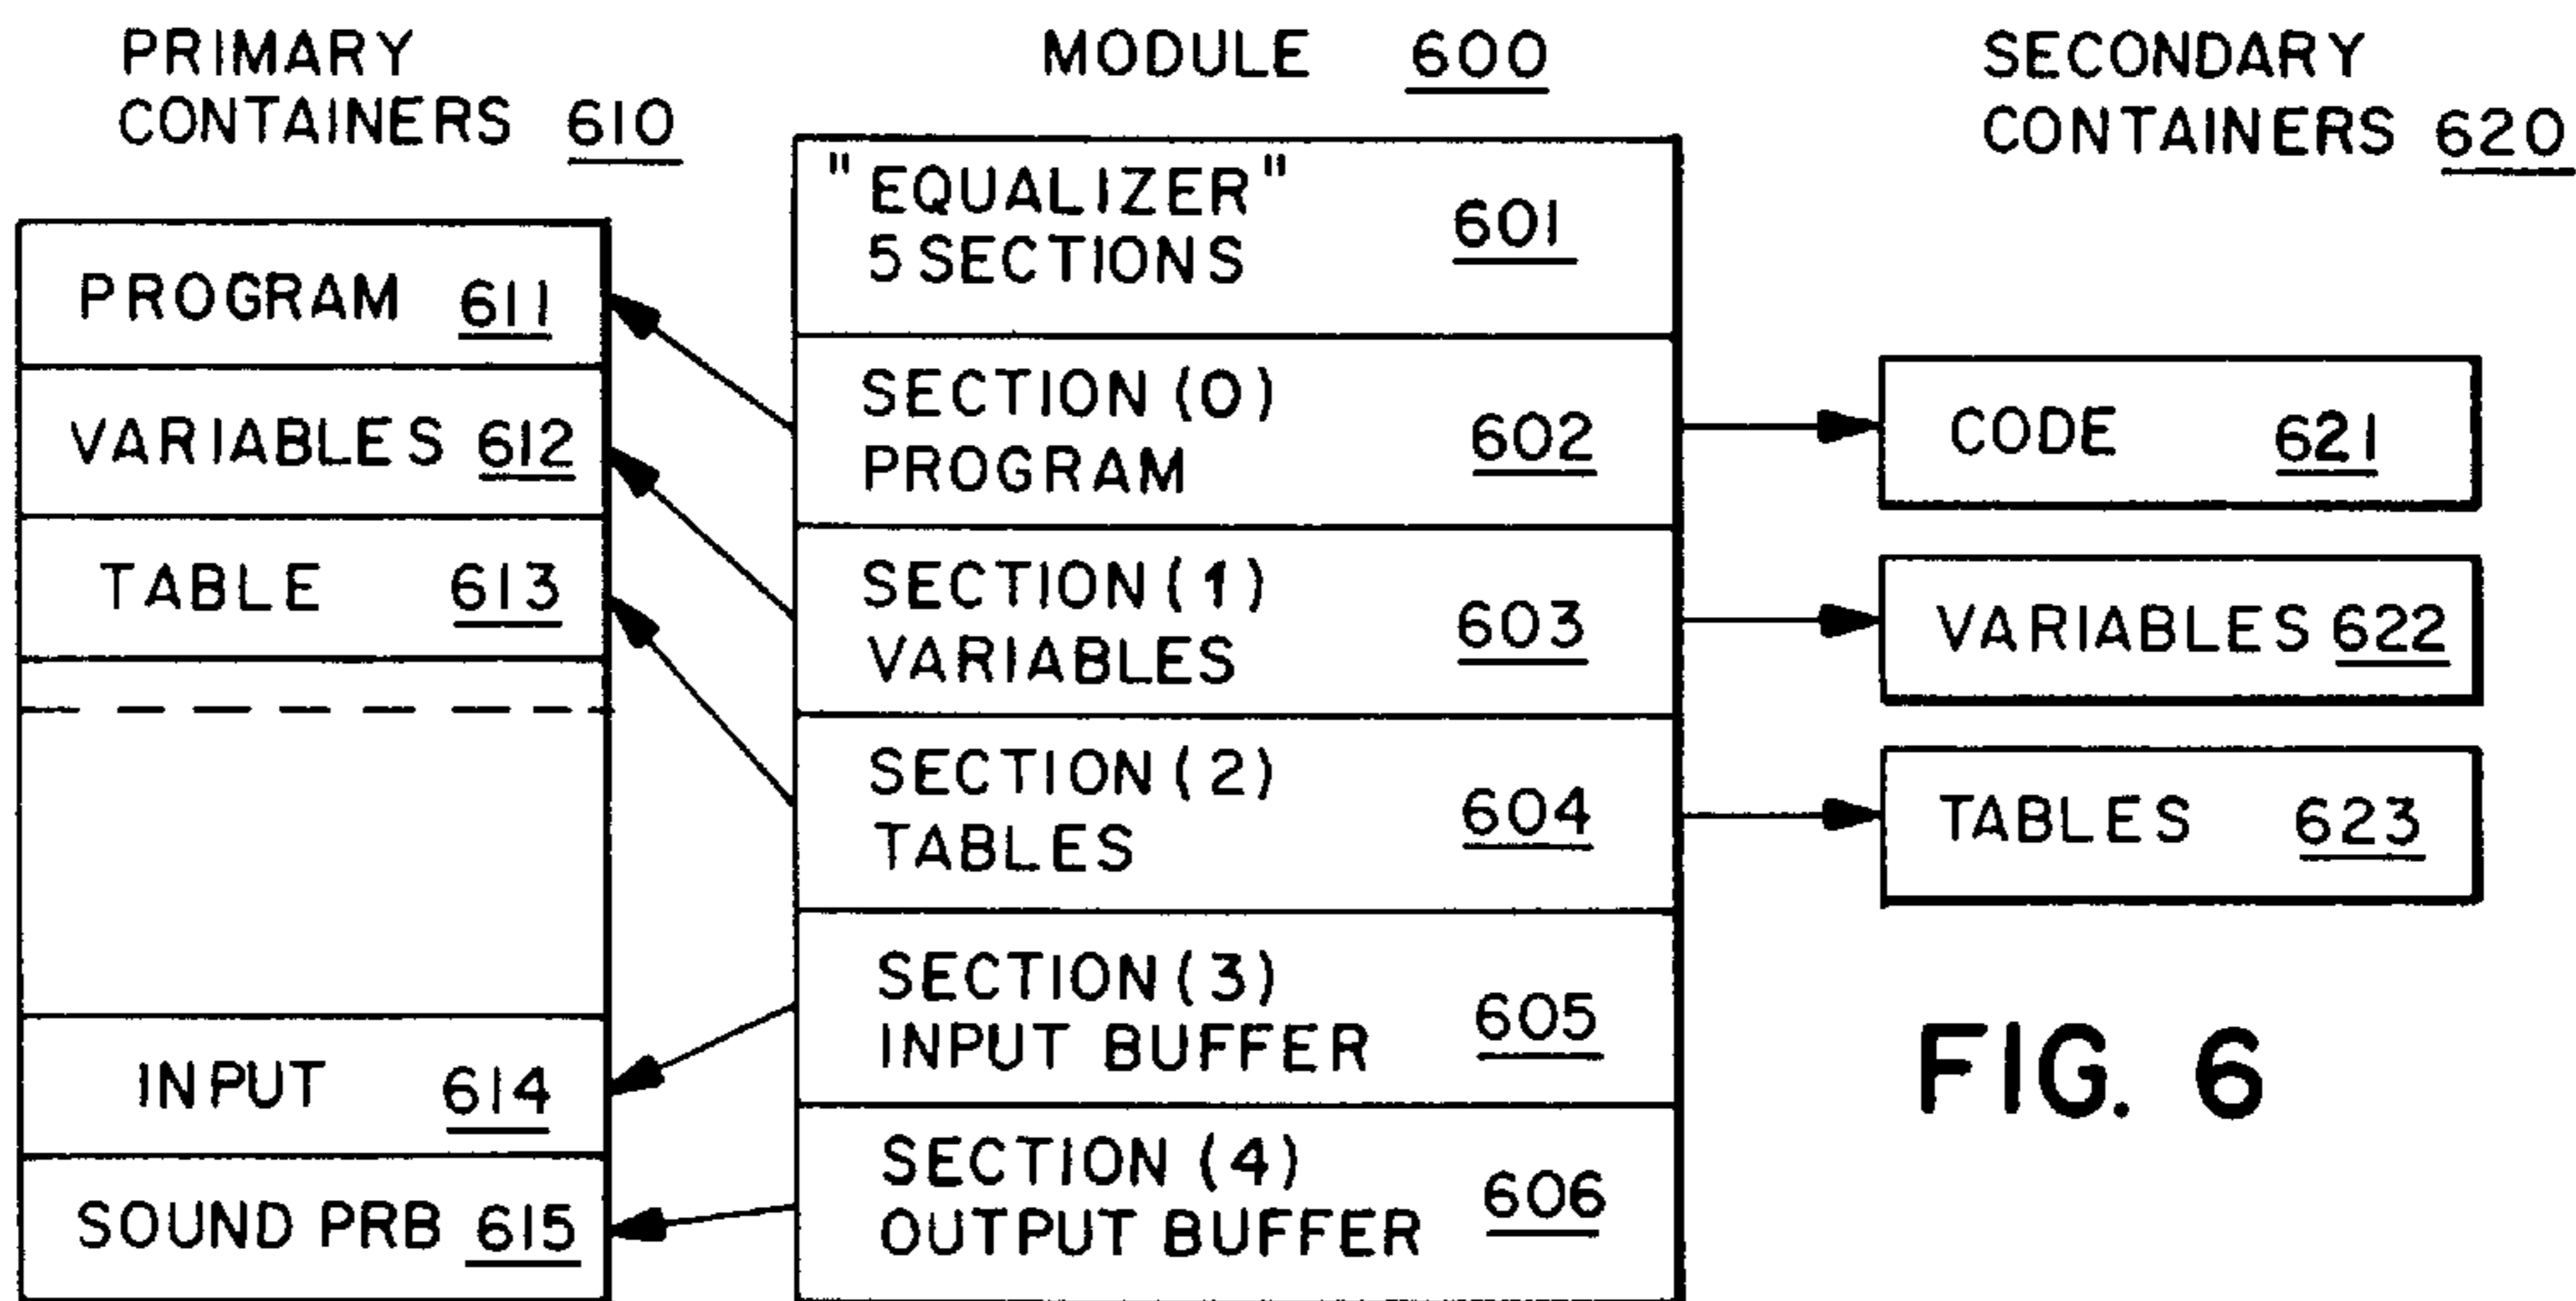 PRIMARY
CONTAINERS 610
PROGRAM 611
VARIABLES 612
TABLE 613
INPUT 614
SOUND PRB 615
MODULE 600
"EQUALIZER"
5 SECTIONS
601
SECTION (0)
PROGRAM
602
SECTION (1)
VARIABLES
603
SECTION (2)
TABLES
604
SECTION (3)
INPUT BUFFER
605
SECTION (4)
OUTPUT BUFFER
606
SECONDARY
CONTAINERS 620
CODE 621
VARIABLES 622
TABLES 623
FIG. 6